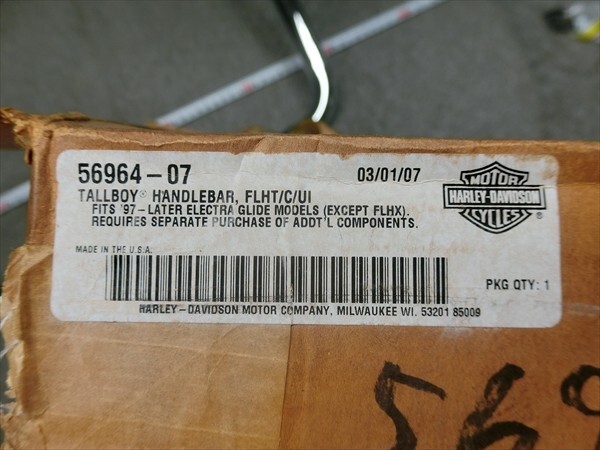 56964-07 03/01/07
TALLBOY® HANDLEBAR, FLHT/C/UI
FITS '97-LATER ELECTRA GLIDE MODELS (EXCEPT FLHX).
REQUIRES SEPARATE PURCHASE OF ADDT'L COMPONENTS.
MOTOR
HARLEY-DAVIDSON
CYCLES
®
MADE IN THE U.S.A.
PKG QTY: 1
HARLEY-DAVIDSON MOTOR COMPANY, MILWAUKEE WI. 53201 85009
569